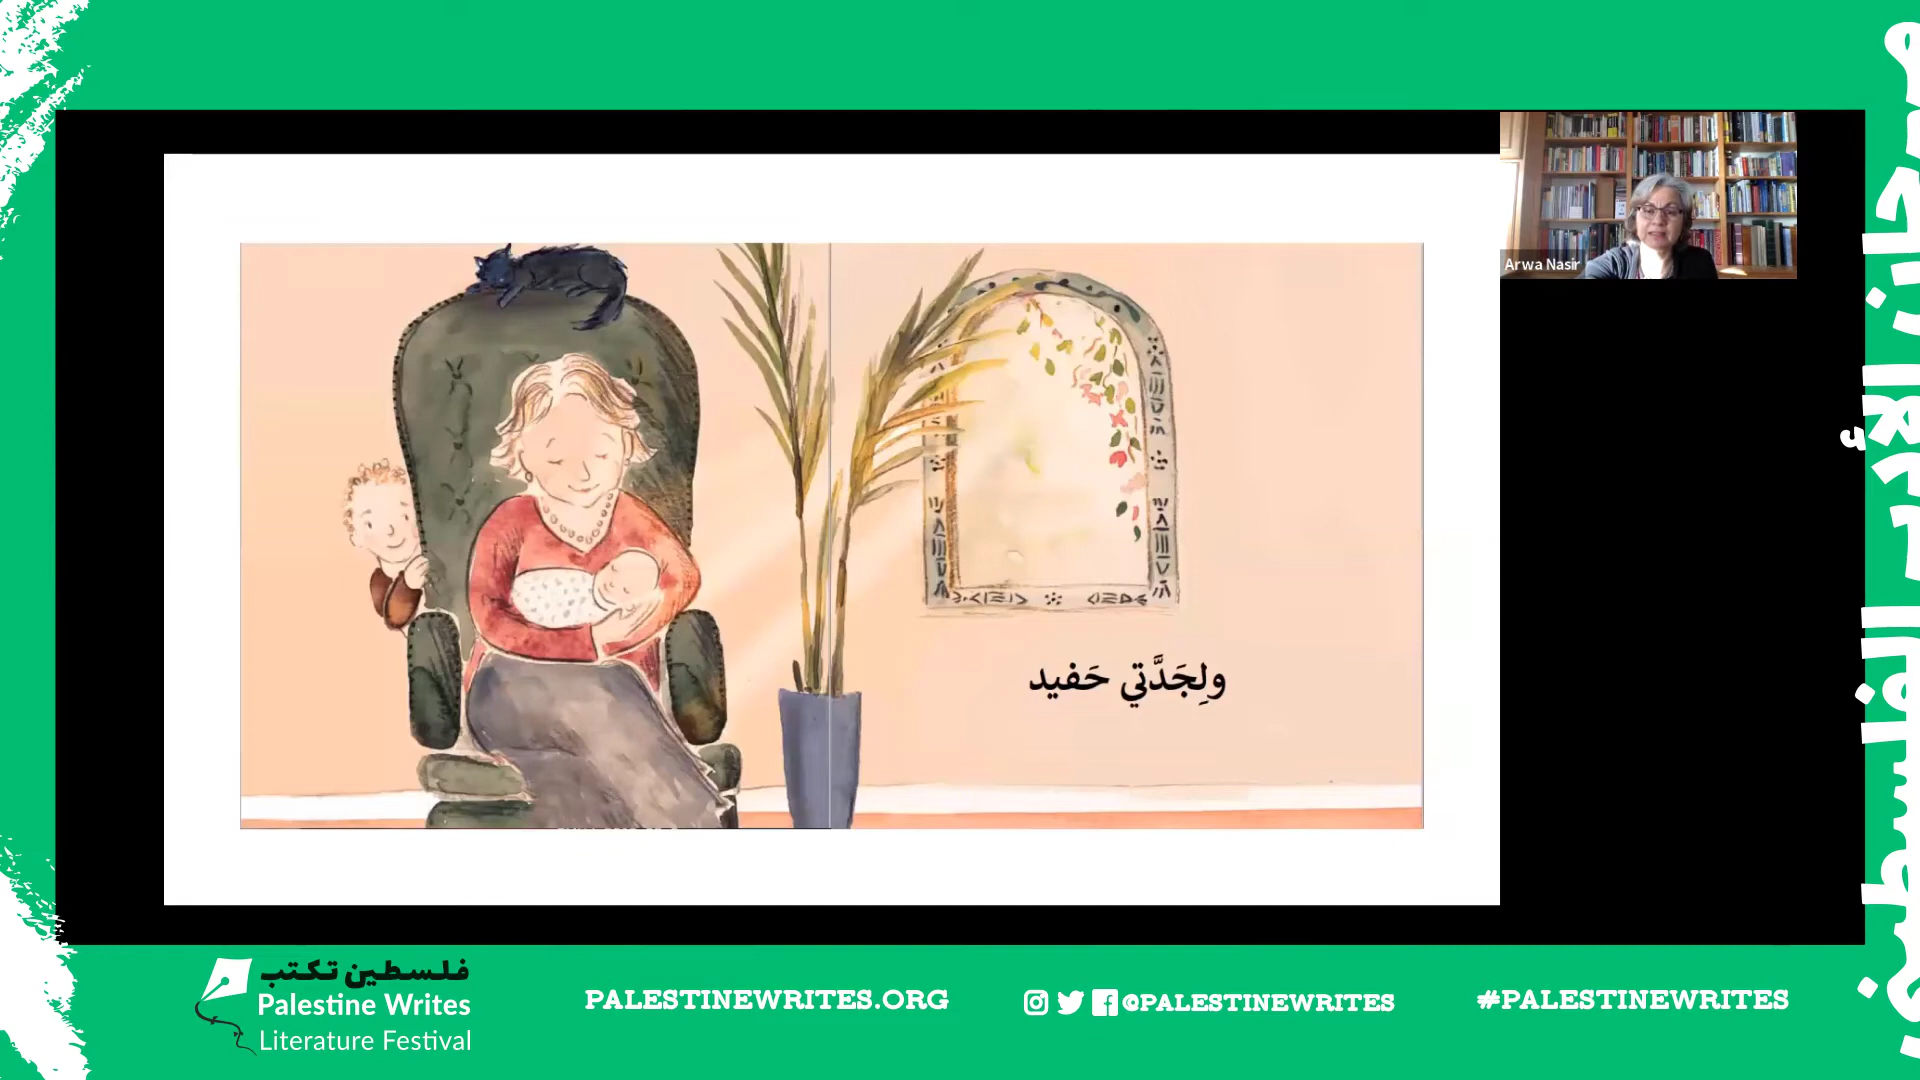 Arwa Nasir
ولِجَدَّتي حَفيد
فلسطين تكتب
Palestine Writes
Literature Festival
PALESTINEWRITES.ORG
@PALESTINEWRITES
#PALESTINEWRITES